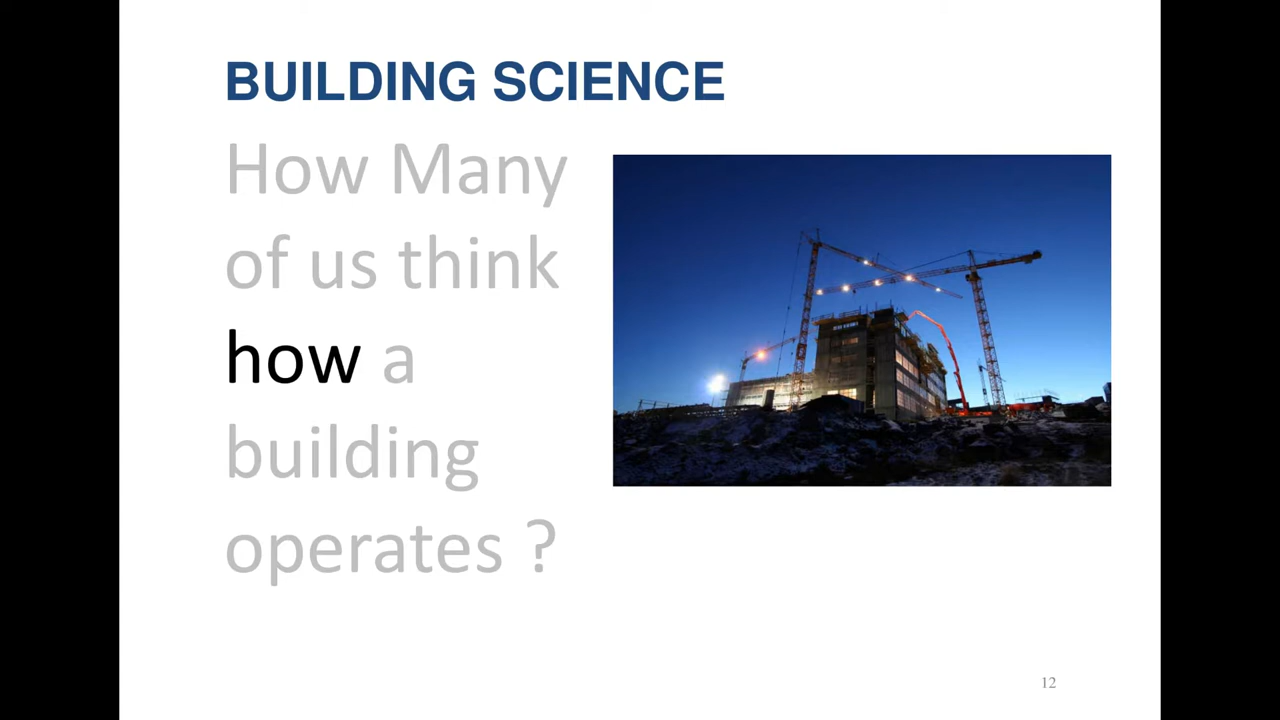 BUILDING SCIENCE
How Many
of us think
how a
building
operates ?
12